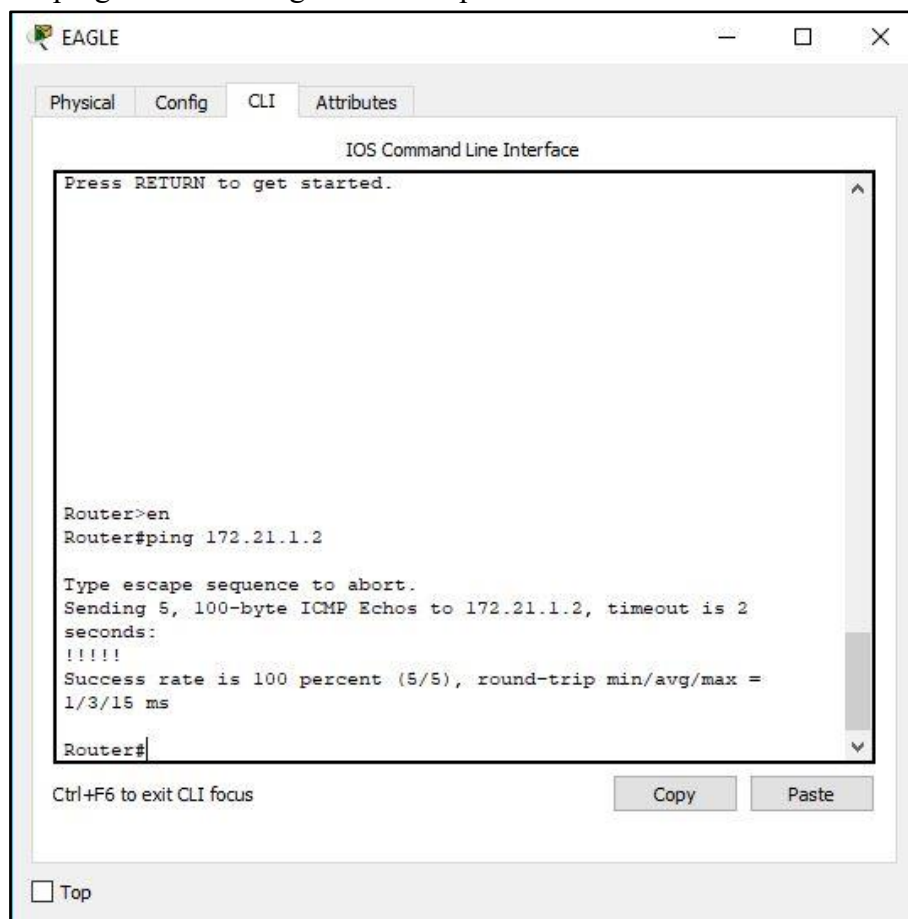 EAGLE
Physical Config CLI Attributes
IOS Command Line Interface
Press RETURN to get started.
Router>en
Router#ping 172.21.1.2
Type escape sequence to abort.
Sending 5, 100-byte ICMP Echos to 172.21.1.2, timeout is 2
seconds:
!!!!!
Success rate is 100 percent (5/5), round-trip min/avg/max =
1/3/15 ms
Router#
Ctrl+F6 to exit CLI focus
Copy Paste
Top